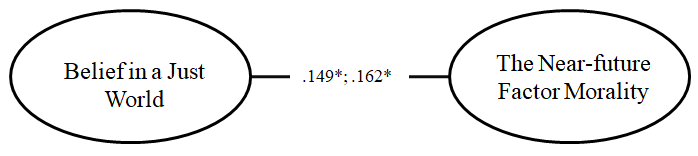 Belief in a Just
World
.149*; .162*
The Near-future
Factor Morality